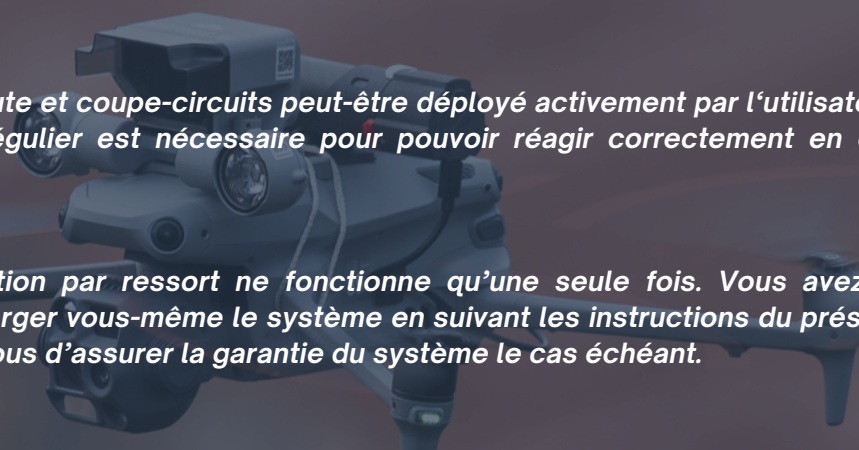 ute et coupe-circuits peut-être déployé activement par l‘utilisate
égulier est nécessaire pour pouvoir réagir correctement en
tion par ressort ne fonctionne qu’une seule fois. Vous avez
arger vous-même le système en suivant les instructions du prés
ous d’assurer la garantie du système le cas échéant.